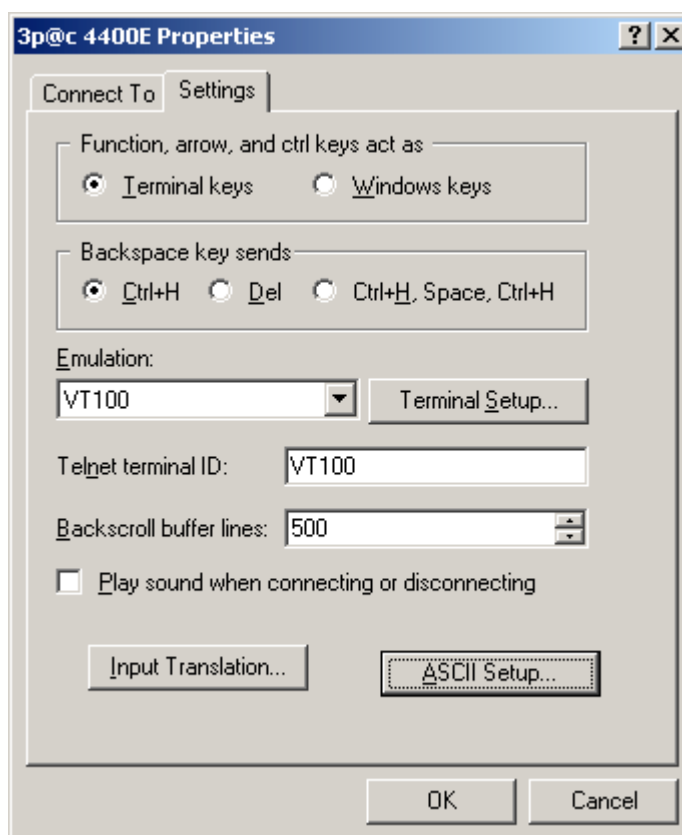 3p@c 4400E Properties
? X
Connect To Settings
Function, arrow, and ctrl keys act as
Terminal keys Windows keys
Backspace key sends
Ctrl+H Del Ctrl+H, Space, Ctrl+H
Emulation:
VT100 Terminal Setup...
Telnet terminal ID: VT100
Backscroll buffer lines: 500
Play sound when connecting or disconnecting
Input Translation... ASCII Setup...
OK Cancel